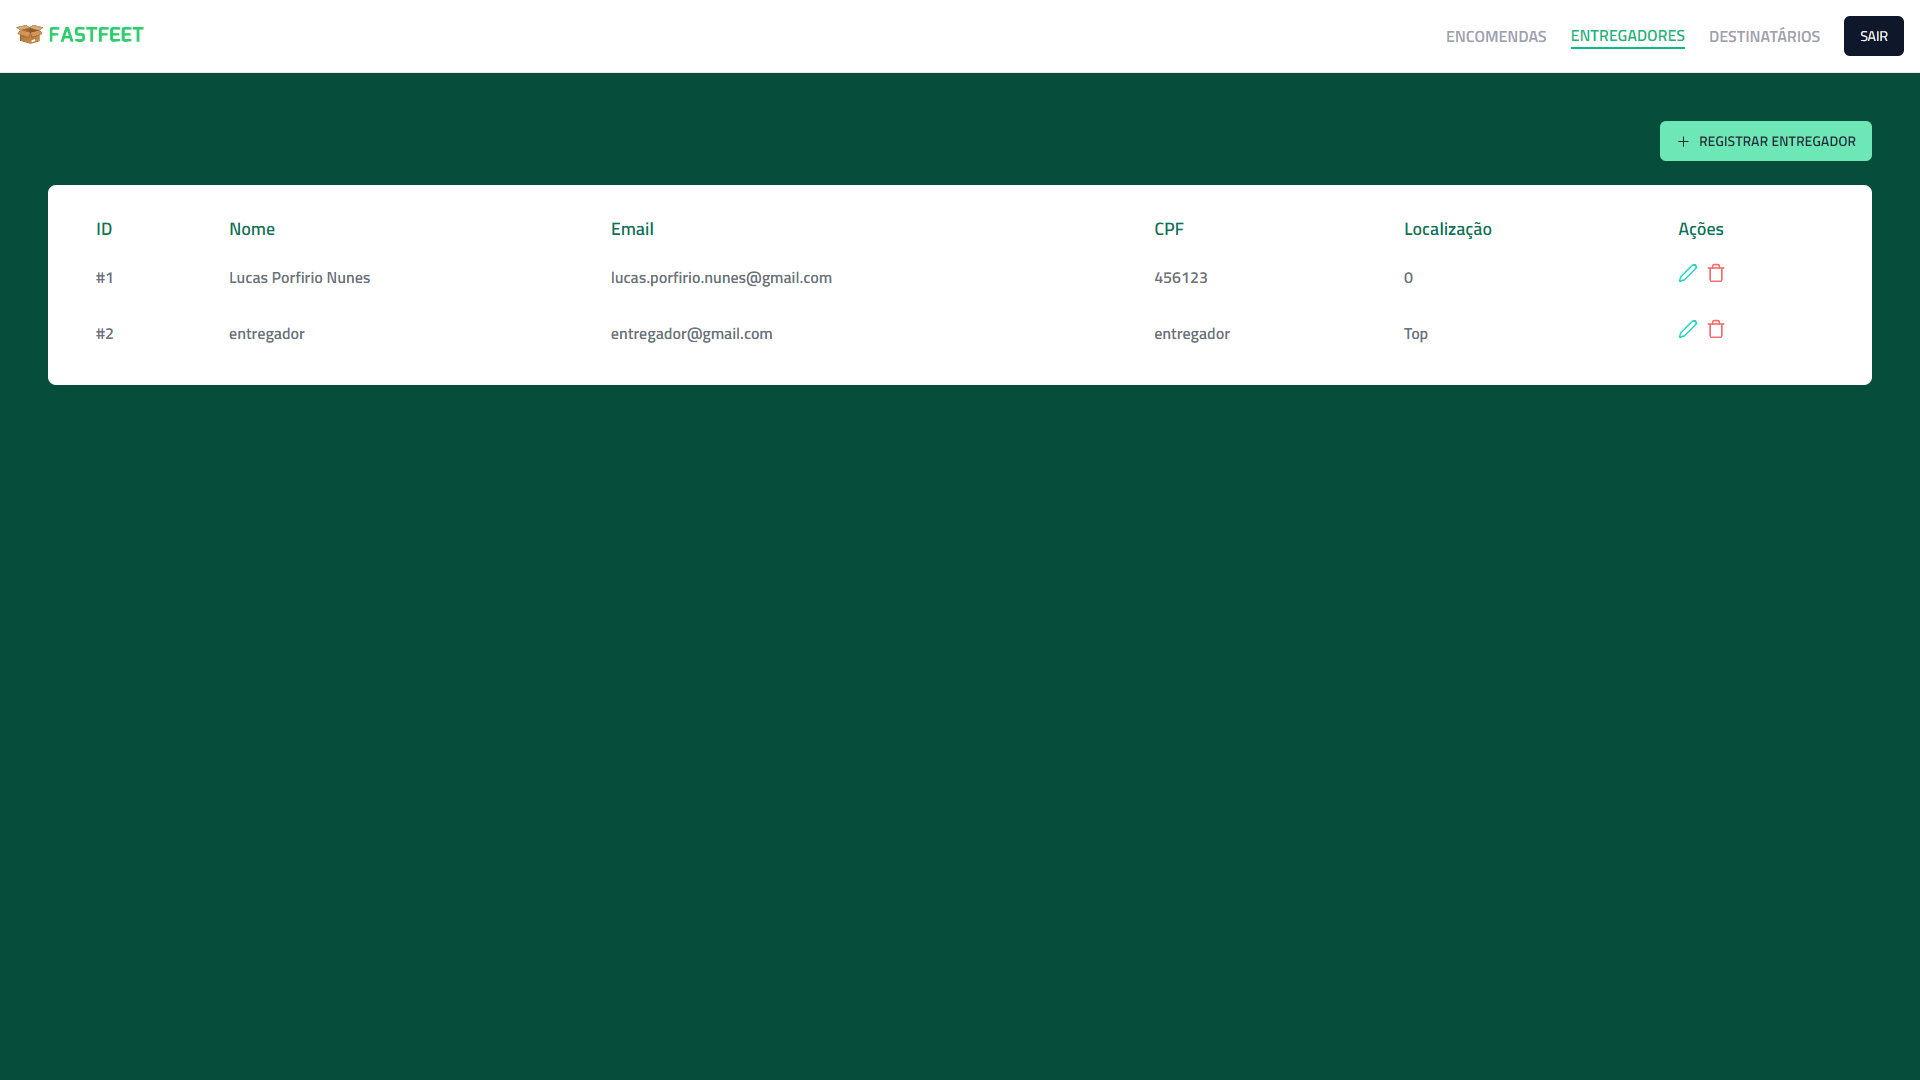 FASTFEET
ENCOMENDAS ENTREGADORES DESTINATÁRIOS SAIR
REGISTRAR ENTREGADOR
ID Nome Email CPF Localização Ações
#1 Lucas Porfirio Nunes lucas.porfirio.nunes@gmail.com 456123 0
#2 entregador entregador@gmail.com entregador Top